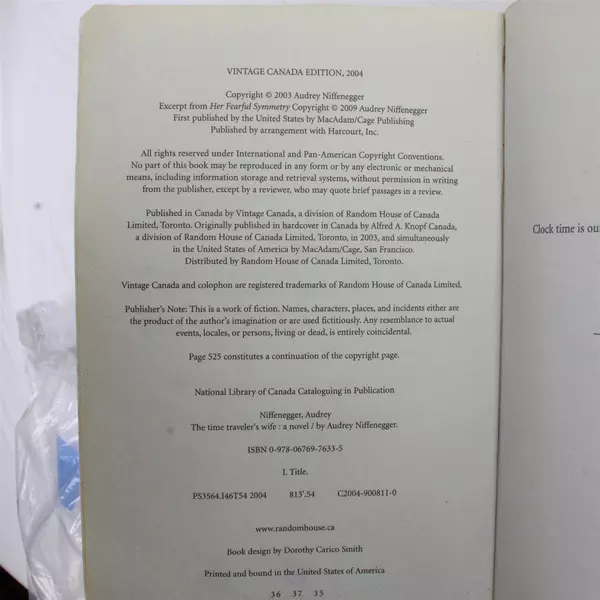 VINTAGE CANADA EDITION, 2004
Copyright © 2003 Audrey Niffenegger
Excerpt from Her Fearful Symmetry Copyright © 2009 Audrey Niffenegger
First published by the United States by MacAdam/Cage Publishing
Published by arrangement with Harcourt, Inc.
All rights reserved under International and Pan-American Copyright Conventions.
No part of this book may be reproduced in any form or by any electronic or mechanical
means, including information storage and retrieval systems, without permission in writing
from the publisher, except by a reviewer, who may quote brief passages in a review.
Published in Canada by Vintage Canada, a division of Random House of Canada
Limited, Toronto. Originally published in hardcover in Canada by Alfred A. Knopf Canada,
a division of Random House of Canada Limited, Toronto, in 2003, and simultaneously
in the United States of America by MacAdam/Cage, San Francisco.
Distributed by Random House of Canada Limited, Toronto.
Vintage Canada and colophon are registered trademarks of Random House of Canada Limited.
Publisher's Note: This is a work of fiction. Names, characters, places, and incidents either are
the product of the author's imagination or are used fictitiously. Any resemblance to actual
events, locales, or persons, living or dead, is entirely coincidental.
Page 525 constitutes a continuation of the copyright page.
National Library of Canada Cataloguing in Publication
Niffenegger, Audrey
The time traveler's wife : a novel / by Audrey Niffenegger.
ISBN 0-978-06769-7633-5
I. Title.
PS3564.I46T54 2004 813'.54 C2004-900811-0
www.randomhouse.ca
Book design by Dorothy Carico Smith
Printed and bound in the United States of America
36 37 35
Clock time is ou